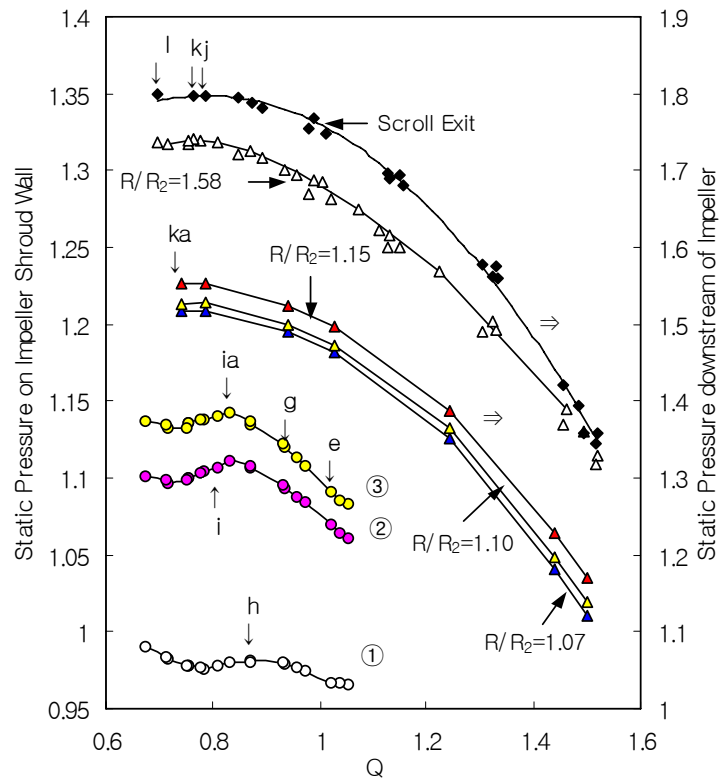 1.4
1.9
l
kj
1.35
1.8
Scroll Exit
1.3
1.7
R/R2=1.58
ka
1.25
1.6
R/R2=1.15
⇒
1.2
1.5
ia
g
⇒
1.15
1.4
e
③
1.1
1.3
i
②
R/R2=1.10
1.05
1.2
h
①
R/R2=1.07
1
1.1
0.95
1
0.6
0.8
1
1.2
1.4
1.6
Q
Static Pressure on Impeller Shroud Wall
Static Pressure downstream of Impeller